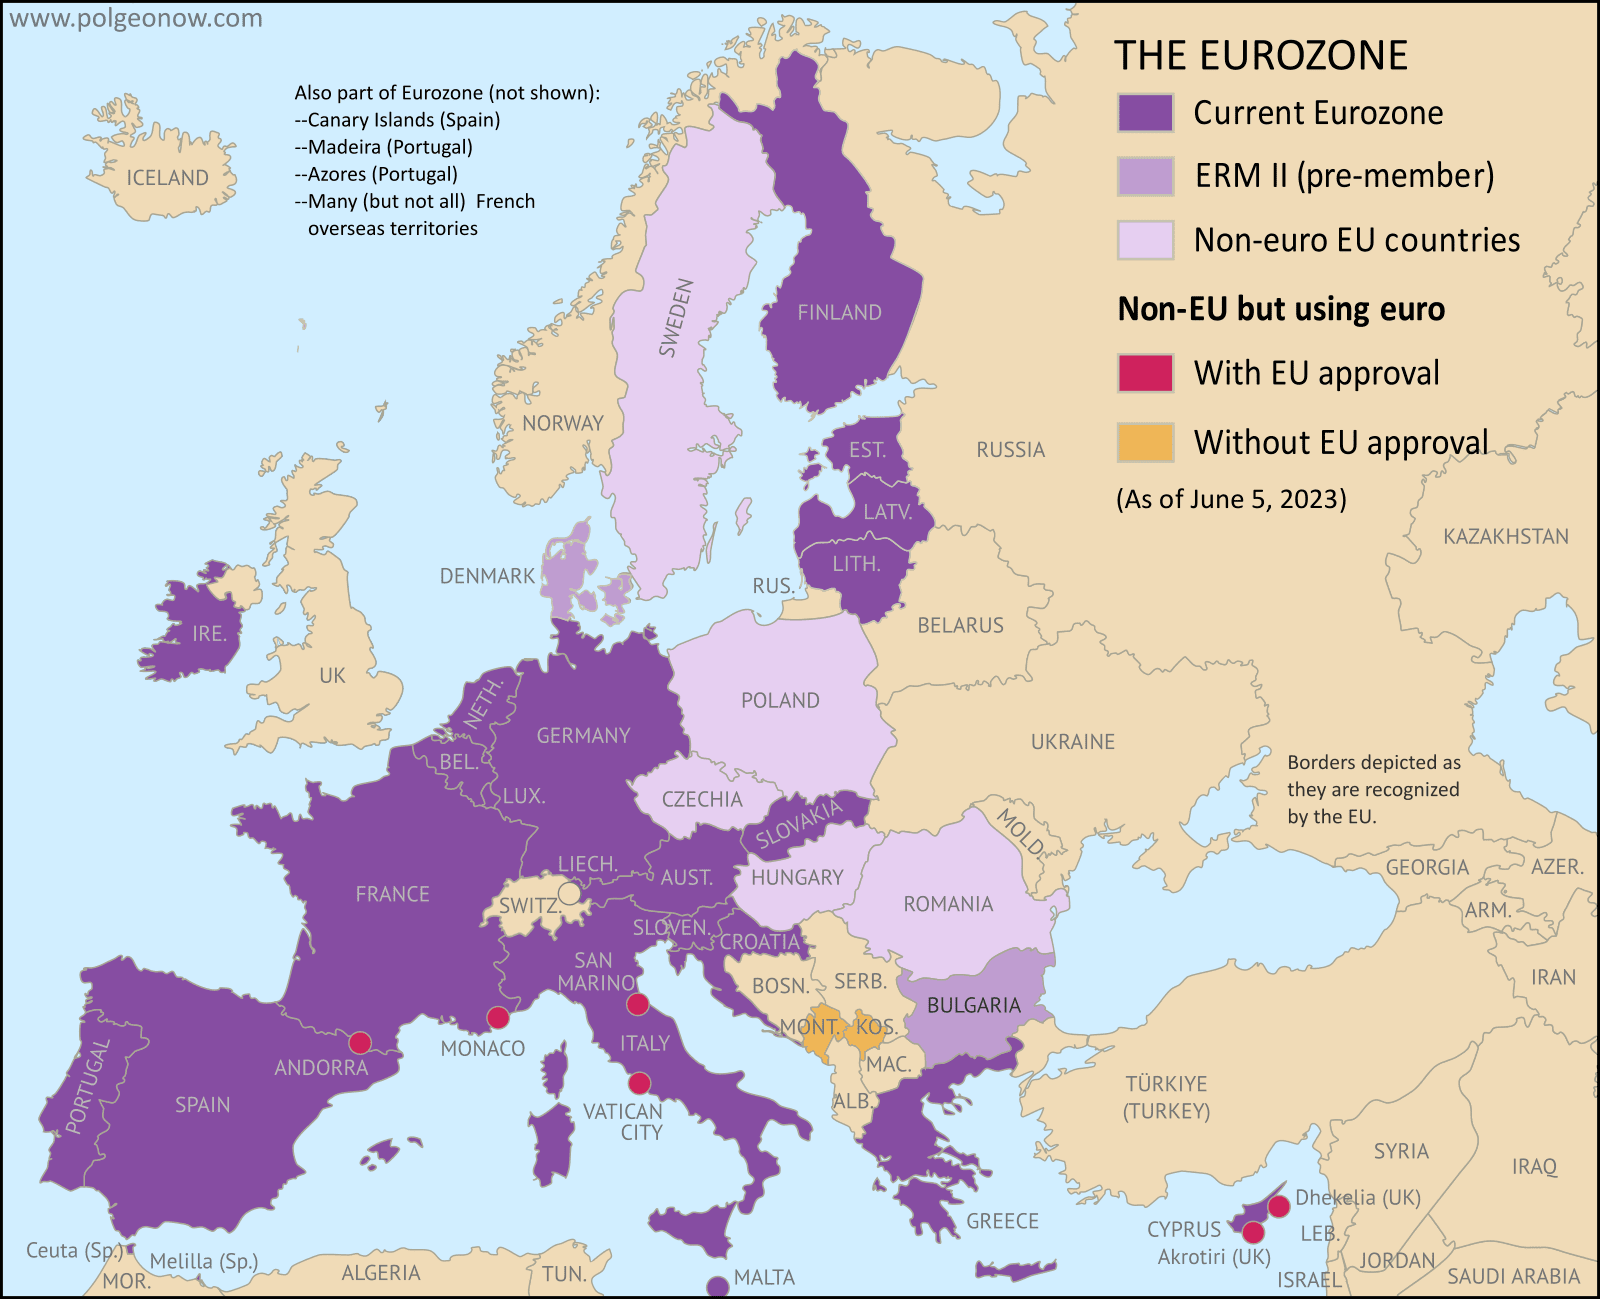 www.polgeonow.com
THE EUROZONE
Current Eurozone
ERM II (pre-member)
Non-euro EU countries
Non-EU but using euro
With EU approval
Without EU approval
(As of June 5, 2023)
Also part of Eurozone (not shown):
--Canary Islands (Spain)
--Madeira (Portugal)
--Azores (Portugal)
--Many (but not all) French
overseas territories
ICELAND
SWEDEN
FINLAND
NORWAY
RUSSIA
EST.
LATV.
LITH.
KAZAKHSTAN
DENMARK
RUS.
BELARUS
IRE.
UK
NETH.
POLAND
GERMANY
UKRAINE
BEL.
LUX.
CZECHIA
SLOVAKIA
MOLD.
Borders depicted as
they are recognized
by the EU.
LIECH.
AUST.
HUNGARY
FRANCE
SWITZ.
ROMANIA
GEORGIA
AZER.
ARM.
SLOVEN.
CROATIA
SAN
MARINO
BOSN.
SERB.
BULGARIA
IRAN
MONT.
KOS.
MONACO
ITALY
ANDORRA
MAC.
PORTUGAL
SPAIN
VATICAN
CITY
ALB.
TÜRKIYE
(TURKEY)
SYRIA
IRAQ
GREECE
CYPRUS
Dhekelia (UK)
Akrotiri (UK)
LEB.
Ceuta (Sp.)
Melilla (Sp.)
MOR.
ALGERIA
TUN.
MALTA
ISRAEL
JORDAN
SAUDI ARABIA